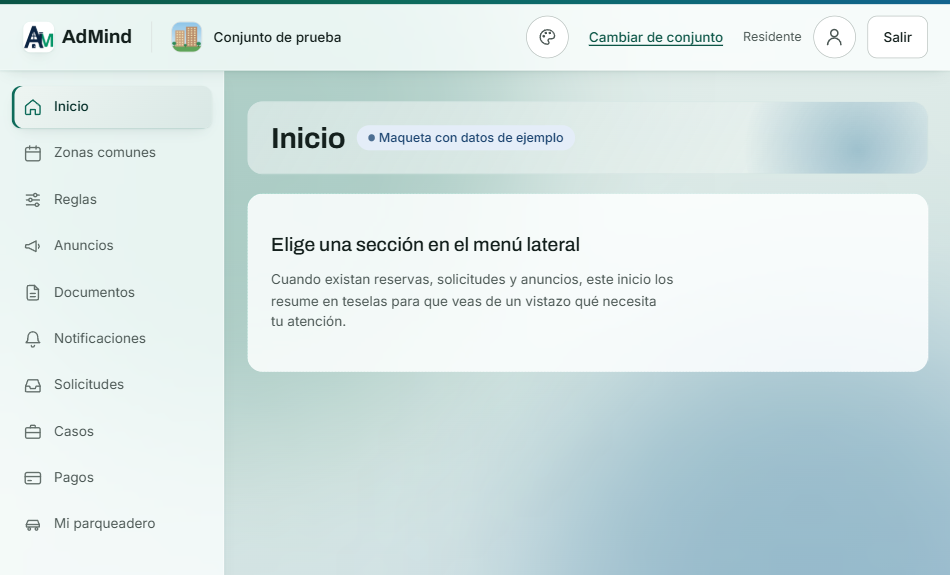 AM AdMind
Conjunto de prueba
Cambiar de conjunto
Residente
Salir
Inicio
Zonas comunes
Reglas
Anuncios
Documentos
Notificaciones
Solicitudes
Casos
Pagos
Mi parqueadero
Inicio
Maqueta con datos de ejemplo
Elige una sección en el menú lateral
Cuando existan reservas, solicitudes y anuncios, este inicio los
resume en teselas para que veas de un vistazo qué necesita
tu atención.